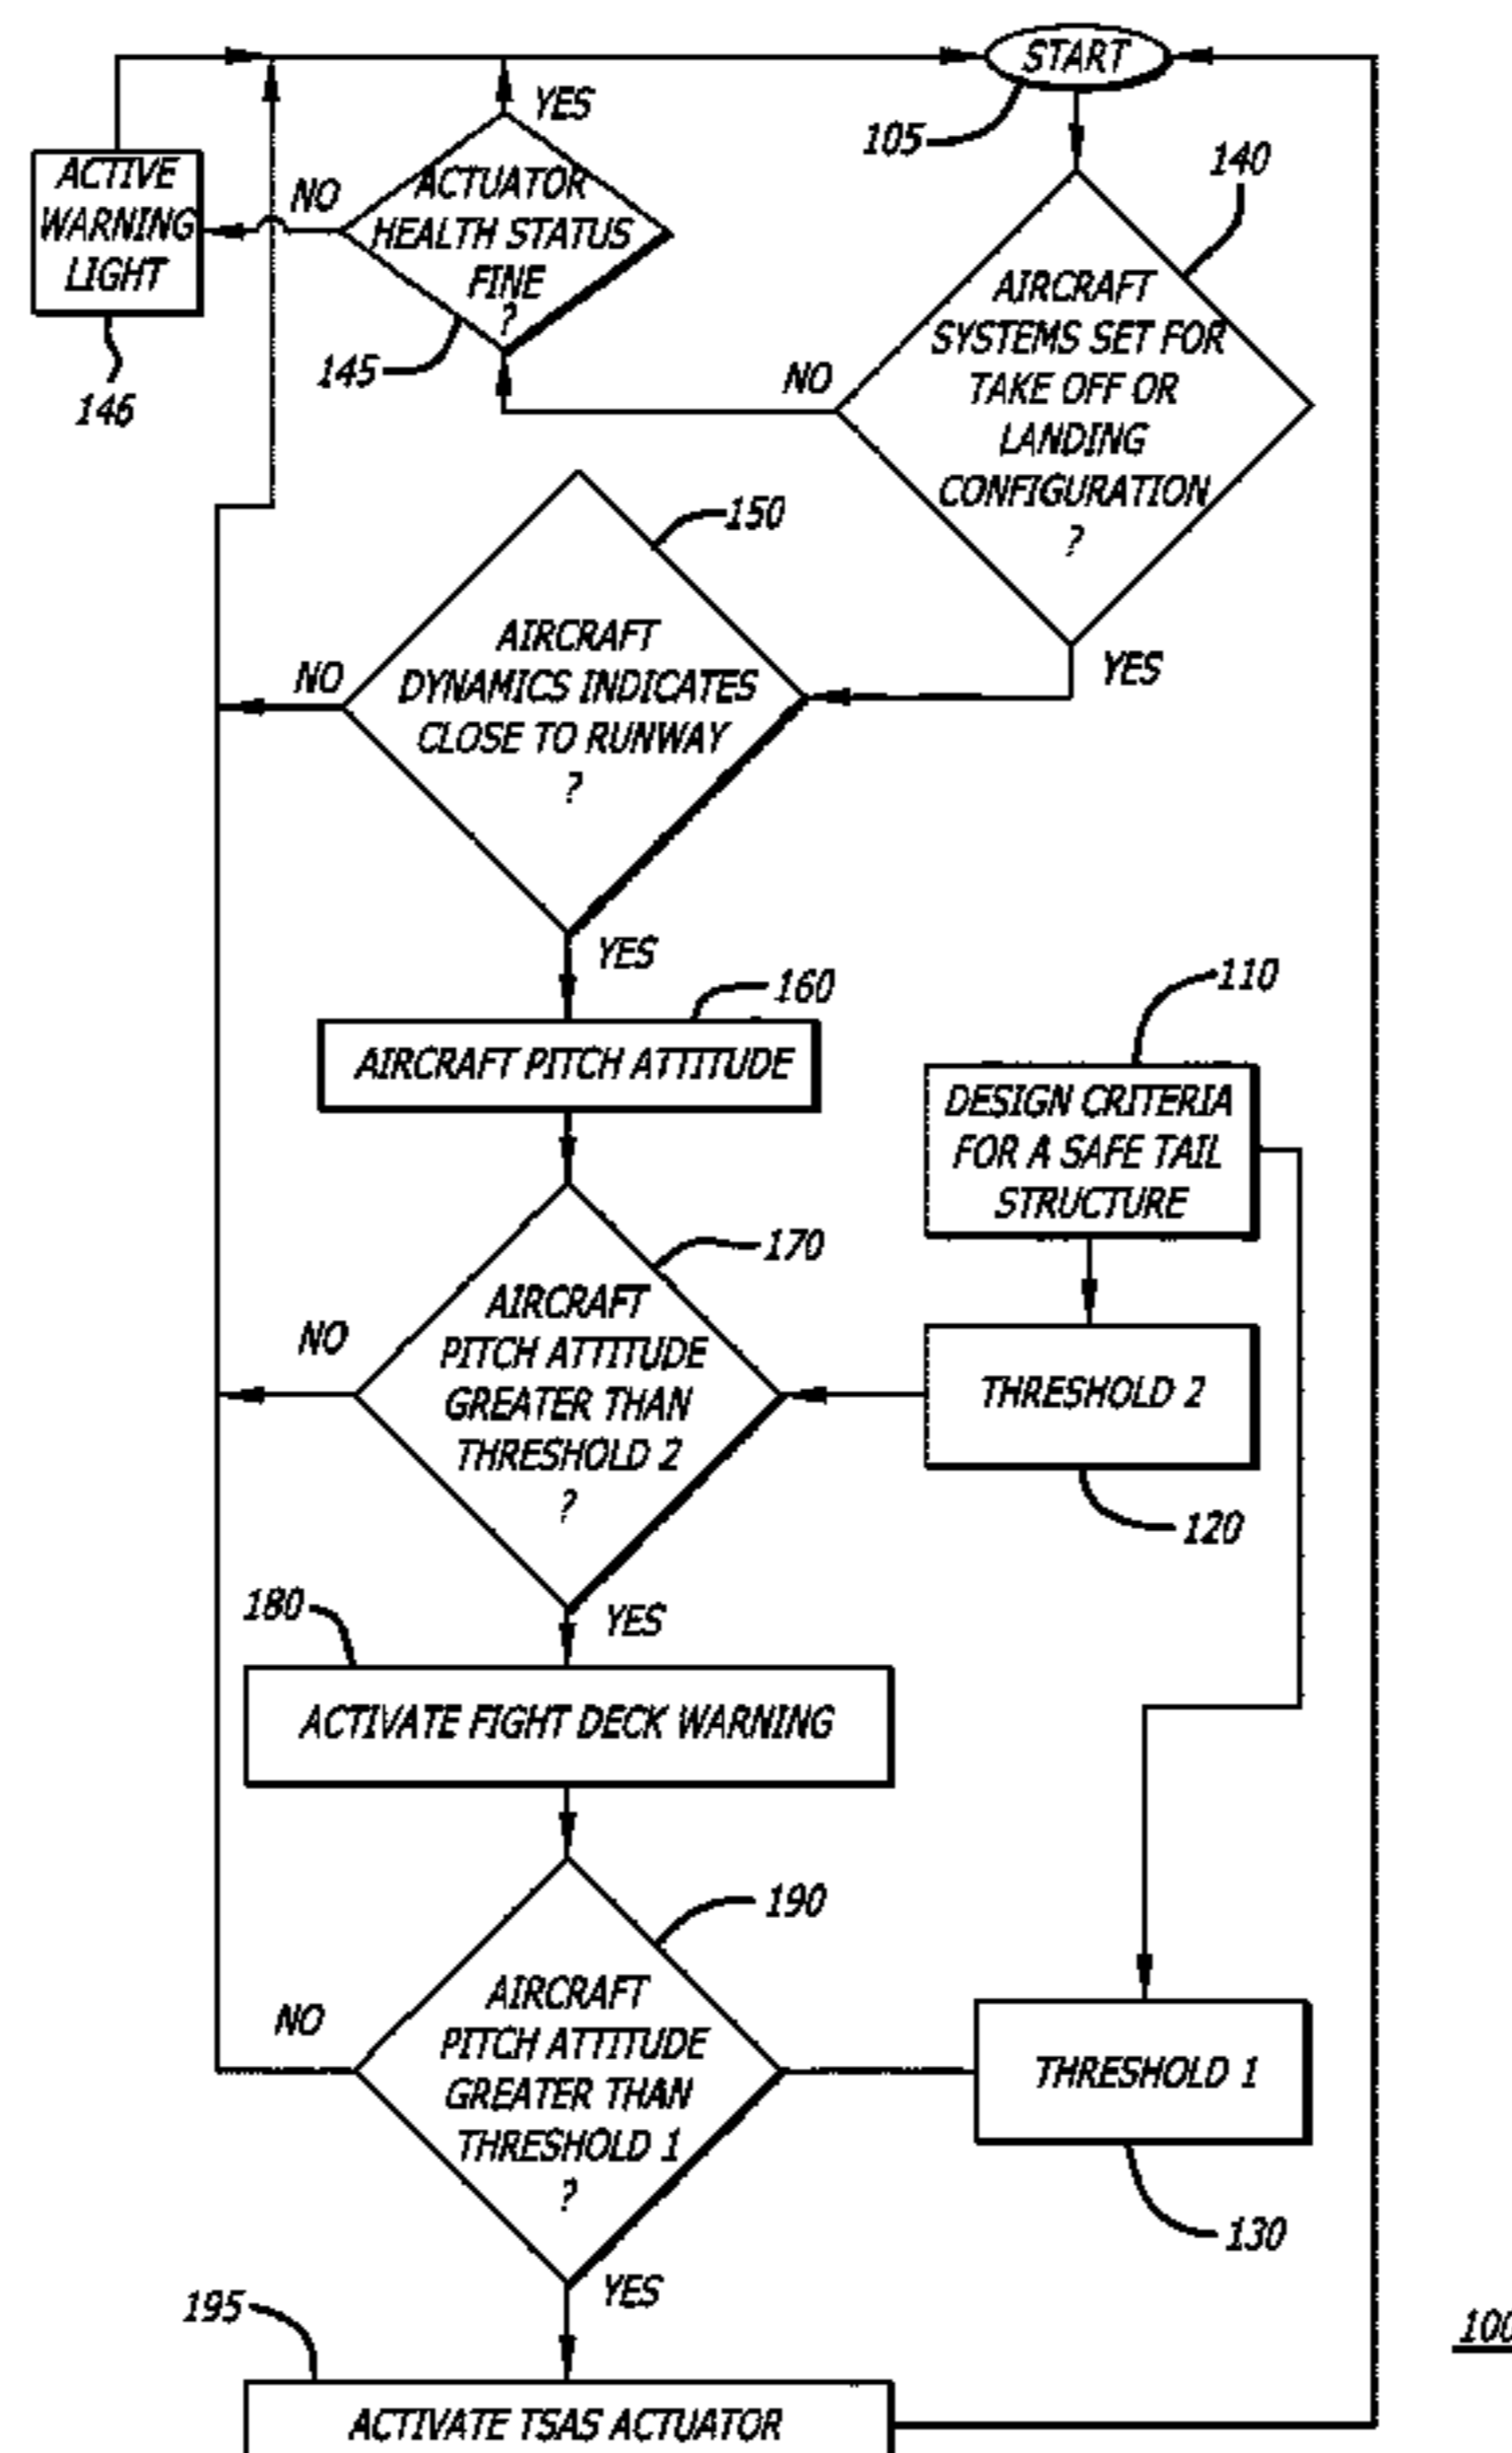 START
105
YES
140
ACTIVE
WARNING
LIGHT
146
NO
ACTUATOR
HEALTH STATUS
FINE
?
145
NO
AIRCRAFT
SYSTEMS SET FOR
TAKE OFF OR
LANDING
CONFIGURATION
?
YES
150
NO
AIRCRAFT
DYNAMICS INDICATES
CLOSE TO RUNWAY
?
YES
160
AIRCRAFT PITCH ATTITUDE
110
DESIGN CRITERIA
FOR A SAFE TAIL
STRUCTURE
170
NO
AIRCRAFT
PITCH ATTITUDE
GREATER THAN
THRESHOLD 2
?
THRESHOLD 2
120
YES
180
ACTIVATE FIGHT DECK WARNING
190
NO
AIRCRAFT
PITCH ATTITUDE
GREATER THAN
THRESHOLD 1
?
THRESHOLD 1
130
YES
195
ACTIVATE TSAS ACTUATOR
100